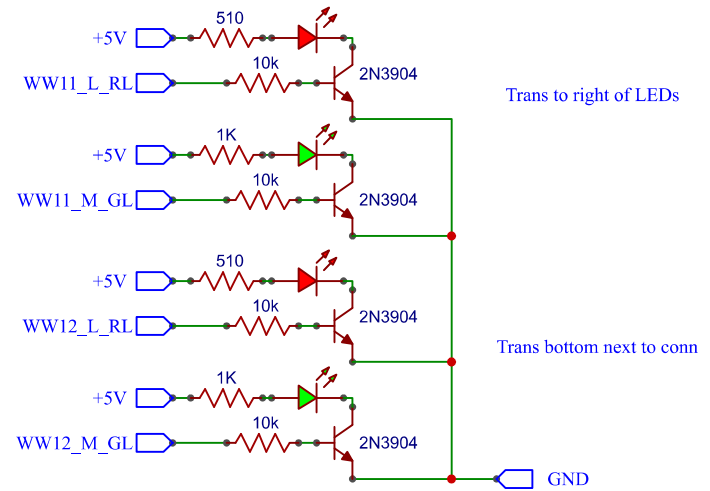 510
+5V
10k
2N3904
WW11_L_RL
Trans to right of LEDs
1K
+5V
10k
2N3904
WW11_M_GL
510
+5V
10k
2N3904
WW12_L_RL
Trans bottom next to conn
1K
+5V
10k
2N3904
WW12_M_GL
GND